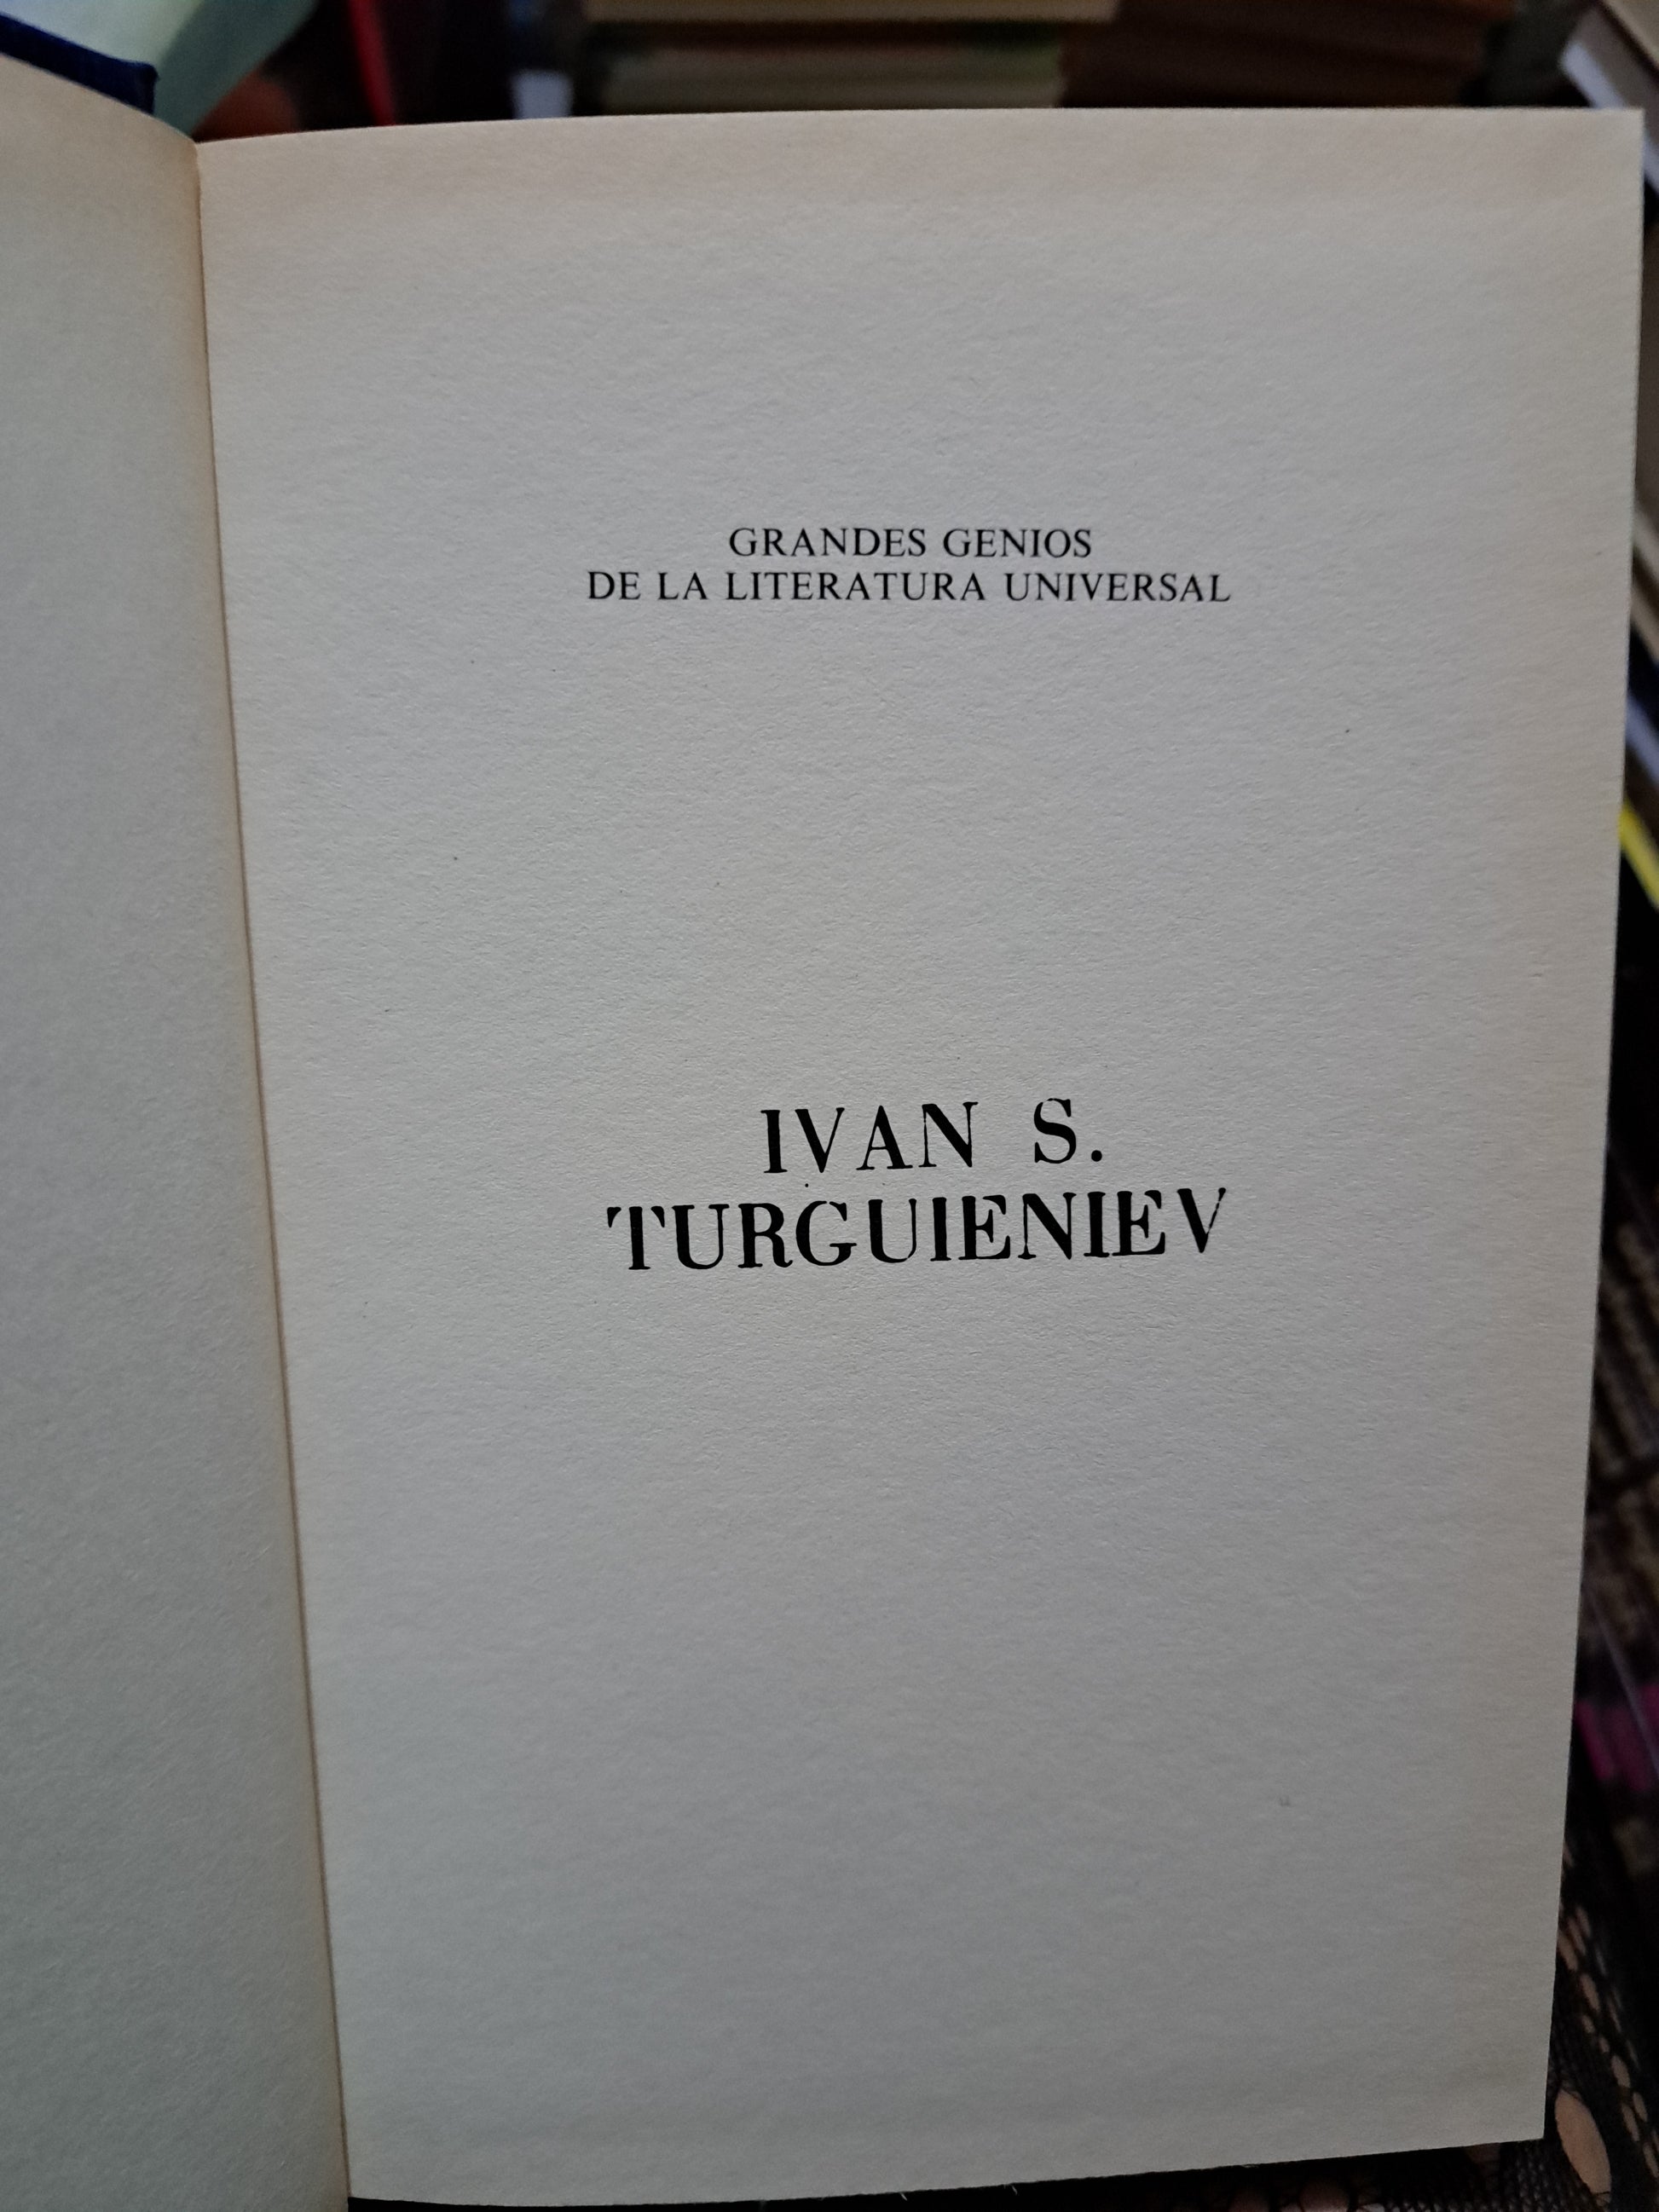 GRANDES GENIOS
DE LA LITERATURA UNIVERSAL
IVAN S.
TURGUIENIEV